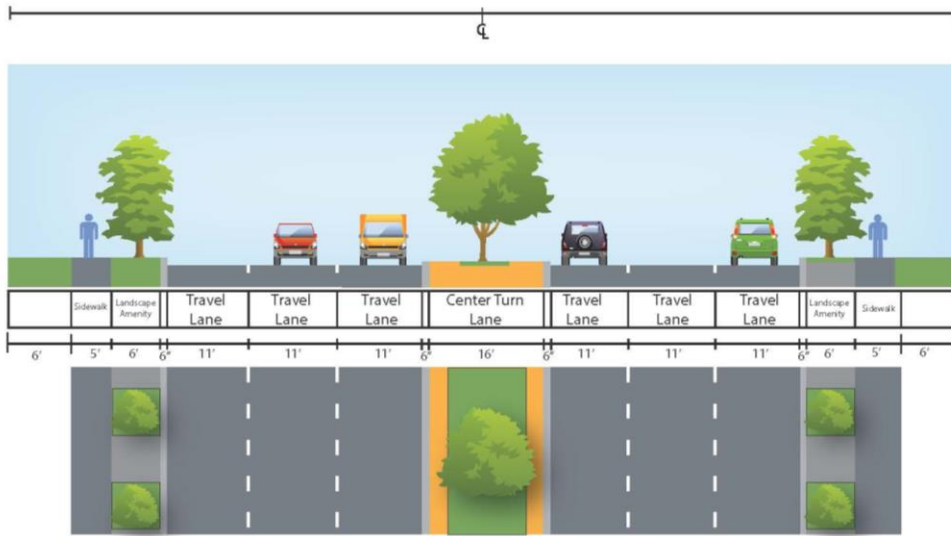 ℄
Sidewalk
Landscape
Amenity
Travel
Lane
Travel
Lane
Travel
Lane
Center Turn
Lane
Travel
Lane
Travel
Lane
Travel
Lane
Landscape
Amenity
Sidewalk
6' 5' 6' 6" 11' 11' 11' 6" 16' 6" 11' 11' 11' 6" 6' 5' 6'